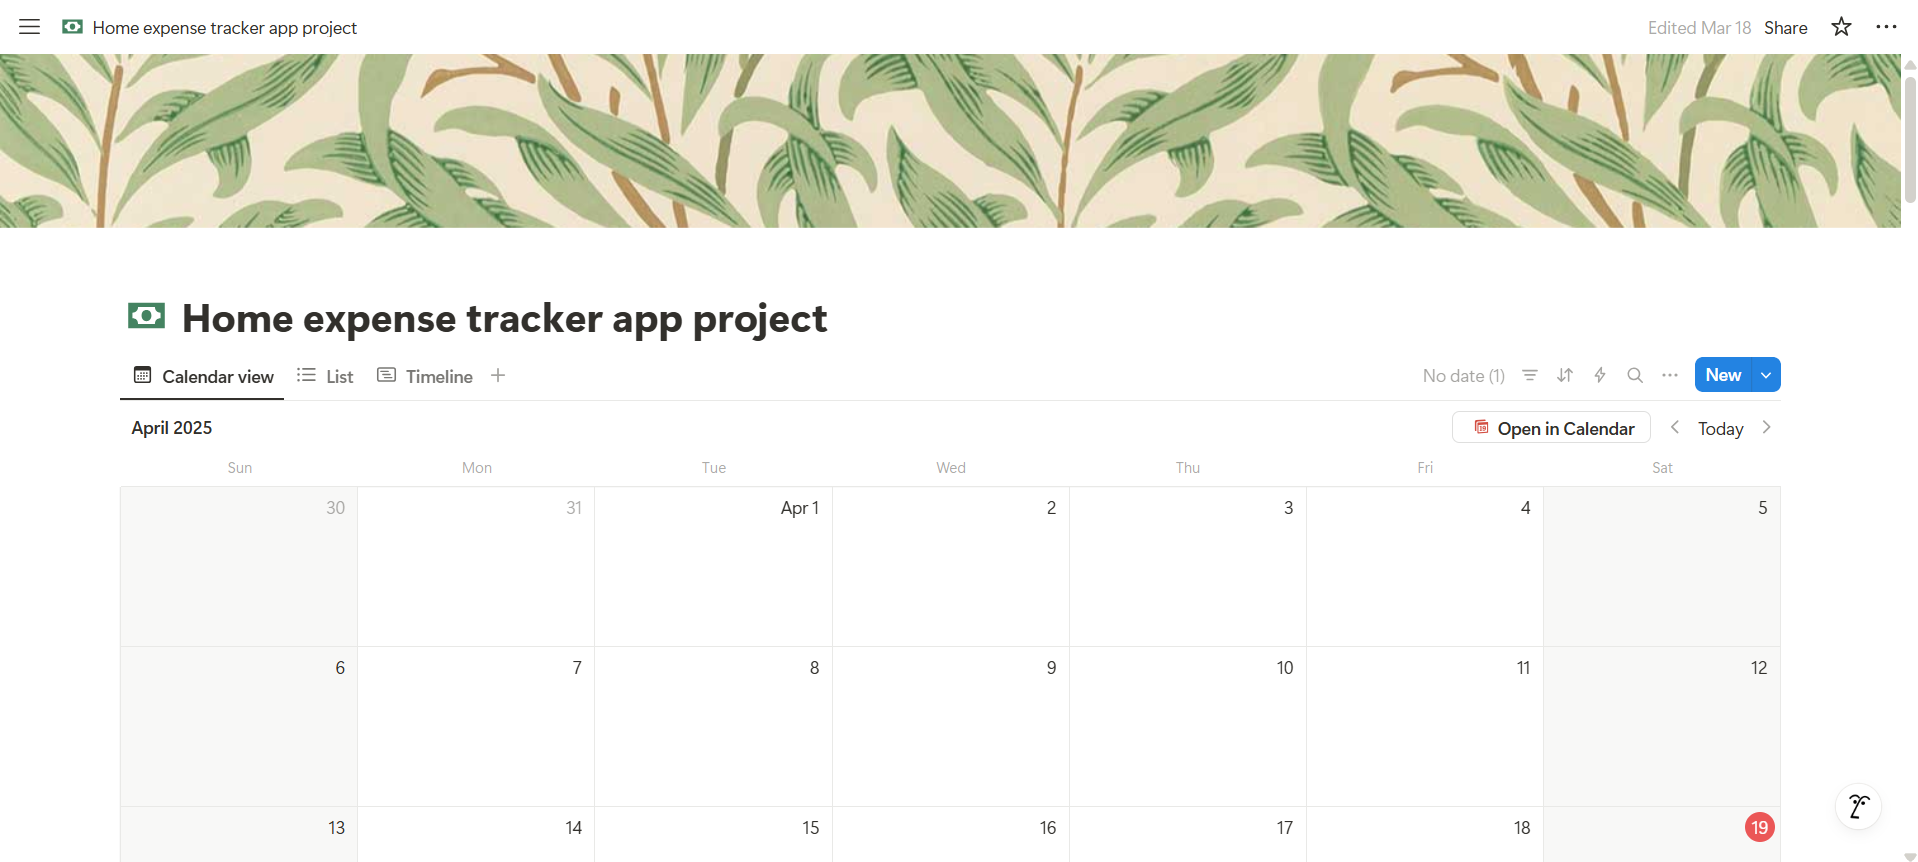 Home expense tracker app project
Edited Mar 18 Share
Home expense tracker app project
Calendar view List Timeline
No date (1) New
April 2025
Open in Calendar Today
Sun Mon Tue Wed Thu Fri Sat
30 31 Apr 1 2 3 4 5
6 7 8 9 10 11 12
13 14 15 16 17 18 19